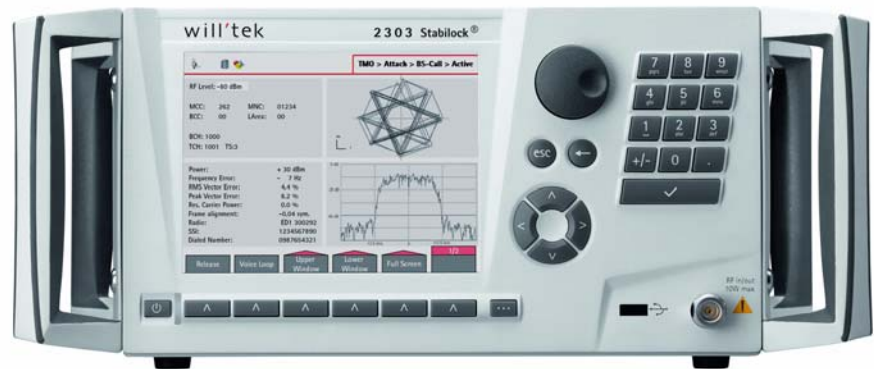 will'tek
2303 Stabilock®
TMO > Attack > BS-Call > Active
RF Level: -80 dBm
MCC: 262 MNC: 01234
BCC: 00 LArea: 00
BCH: 1000
TCH: 1001 TS:3
Power: + 30 dBm
Frequency Error: - 7 Hz
RMS Vector Error: 4.4 %
Peak Vector Error: 6.2 %
Res. Carrier Power: 0.0 %
Frame alignment: -0.04 sym.
Radio: ED1 300292
SSI: 1234567890
Dialed Number: 0987654321
1/3
Release
Voice Loop
Upper Window
Lower Window
Full Screen
7 8 9
4 5 6
1 2 3
+/- 0 .
esc
RF in/out
10W max